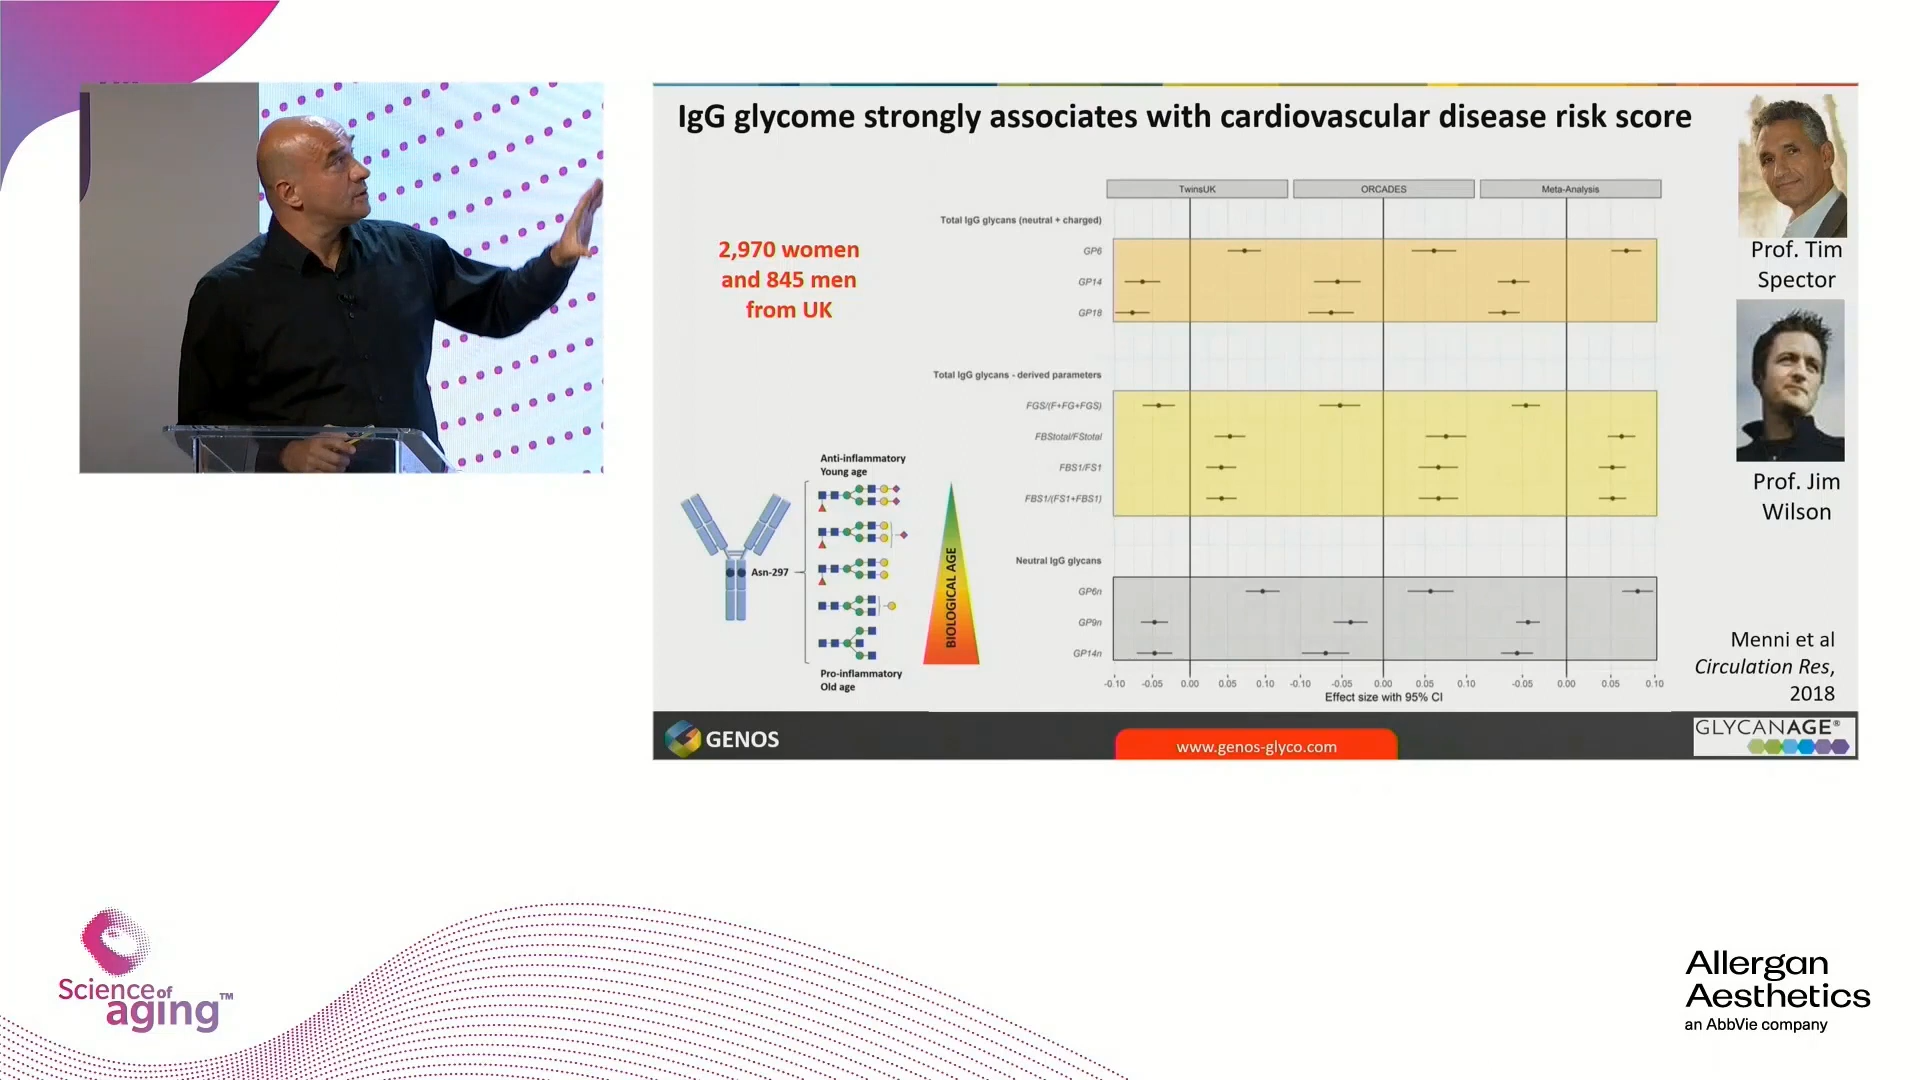 IgG glycome strongly associates with cardiovascular disease risk score
TwinsUK
ORCADES
Meta-Analysis
Total IgG glycans (neutral + charged)
GP6
GP14
GP18
2,970 women
and 845 men
from UK
Total IgG glycans - derived parameters
FGS/(F+FG+FGS)
FBStotal/FStotal
FBS1/FS1
FBS1/(FS1+FBS1)
Neutral IgG glycans
GP6n
GP9n
GP14n
-0.10 -0.05 0.00 0.05 0.10 -0.10 -0.05 0.00 0.05 0.10 -0.05 0.00 0.05 0.10
Effect size with 95% CI
Anti-inflammatory
Young age
Asn-297
BIOLOGICAL AGE
Pro-inflammatory
Old age
Prof. Tim
Spector
Prof. Jim
Wilson
Menni et al
Circulation Res,
2018
GENOS
www.genos-glyco.com
GLYCANAGE®
Science of
aging™
Allergan
Aesthetics
an AbbVie company